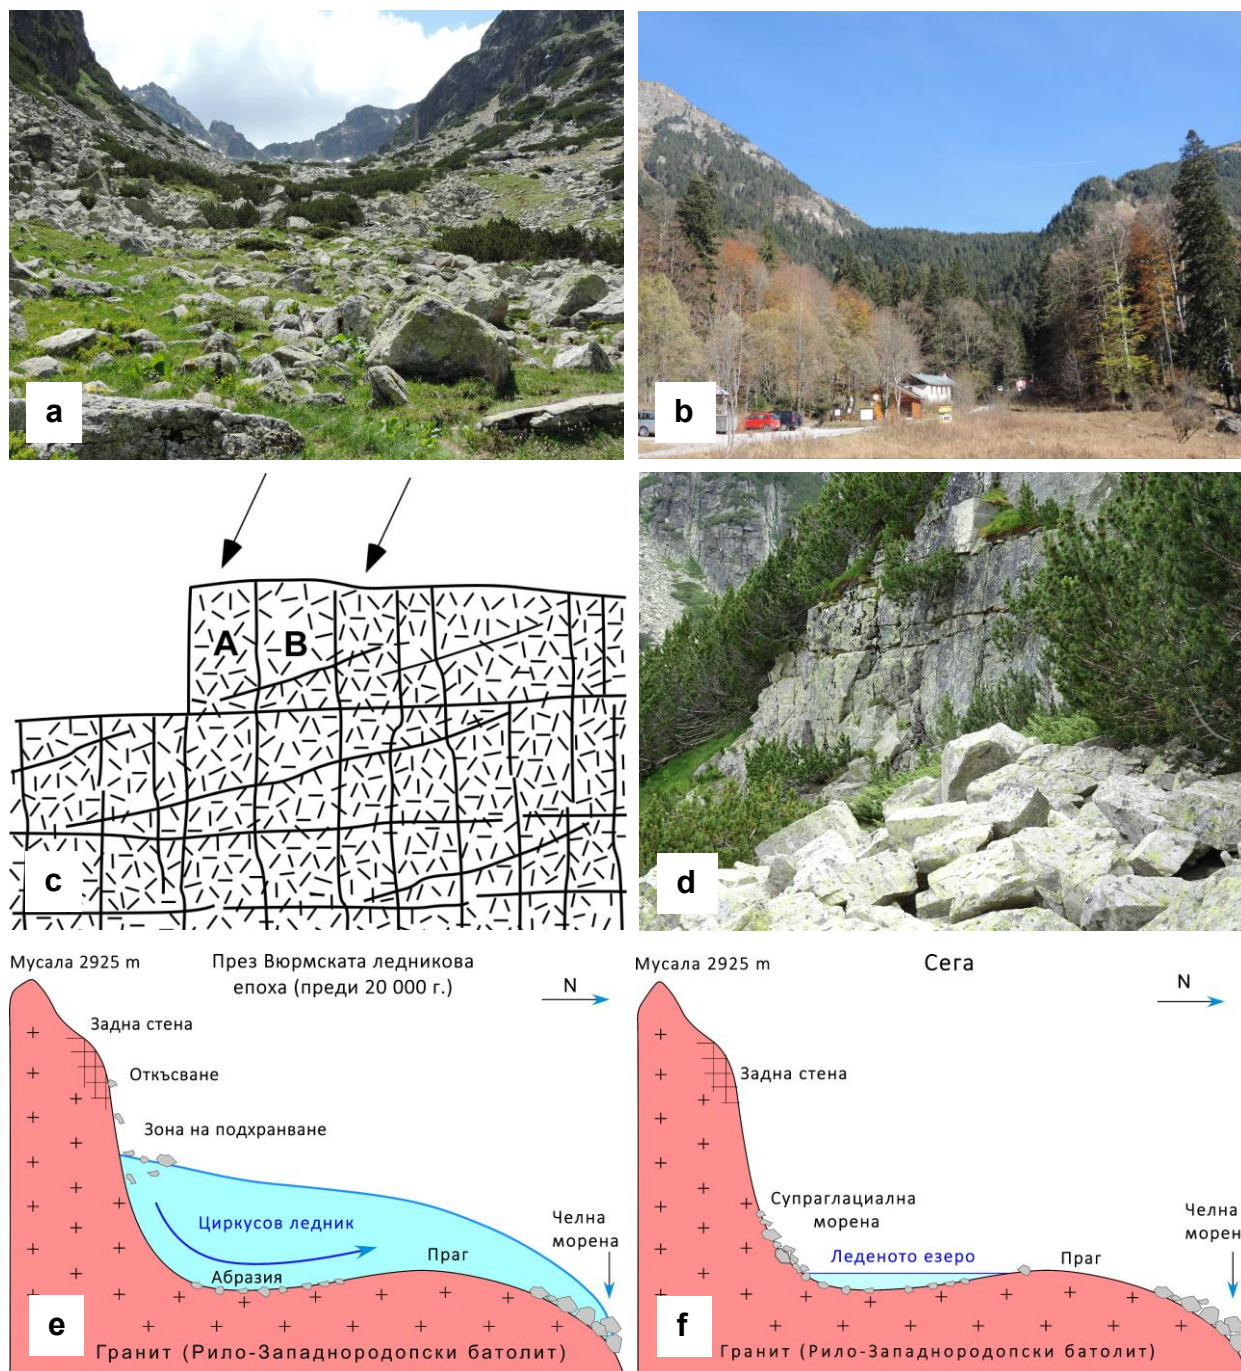 a
b
A B
c
d
Мусала 2925 m
През Вюрмската ледникова
епоха (преди 20 000 г.)
N
Задна стена
Откъсване
Зона на подхранване
Циркусов ледник
Челна
морена
Праг
Абразия
e
Гранит (Рило-Западнородопски батолит)
Мусала 2925 m
Сега
N
Задна стена
Супраглациална
морена
Челна
морена
Леденото езеро
Праг
f
Гранит (Рило-Западнородопски батолит)